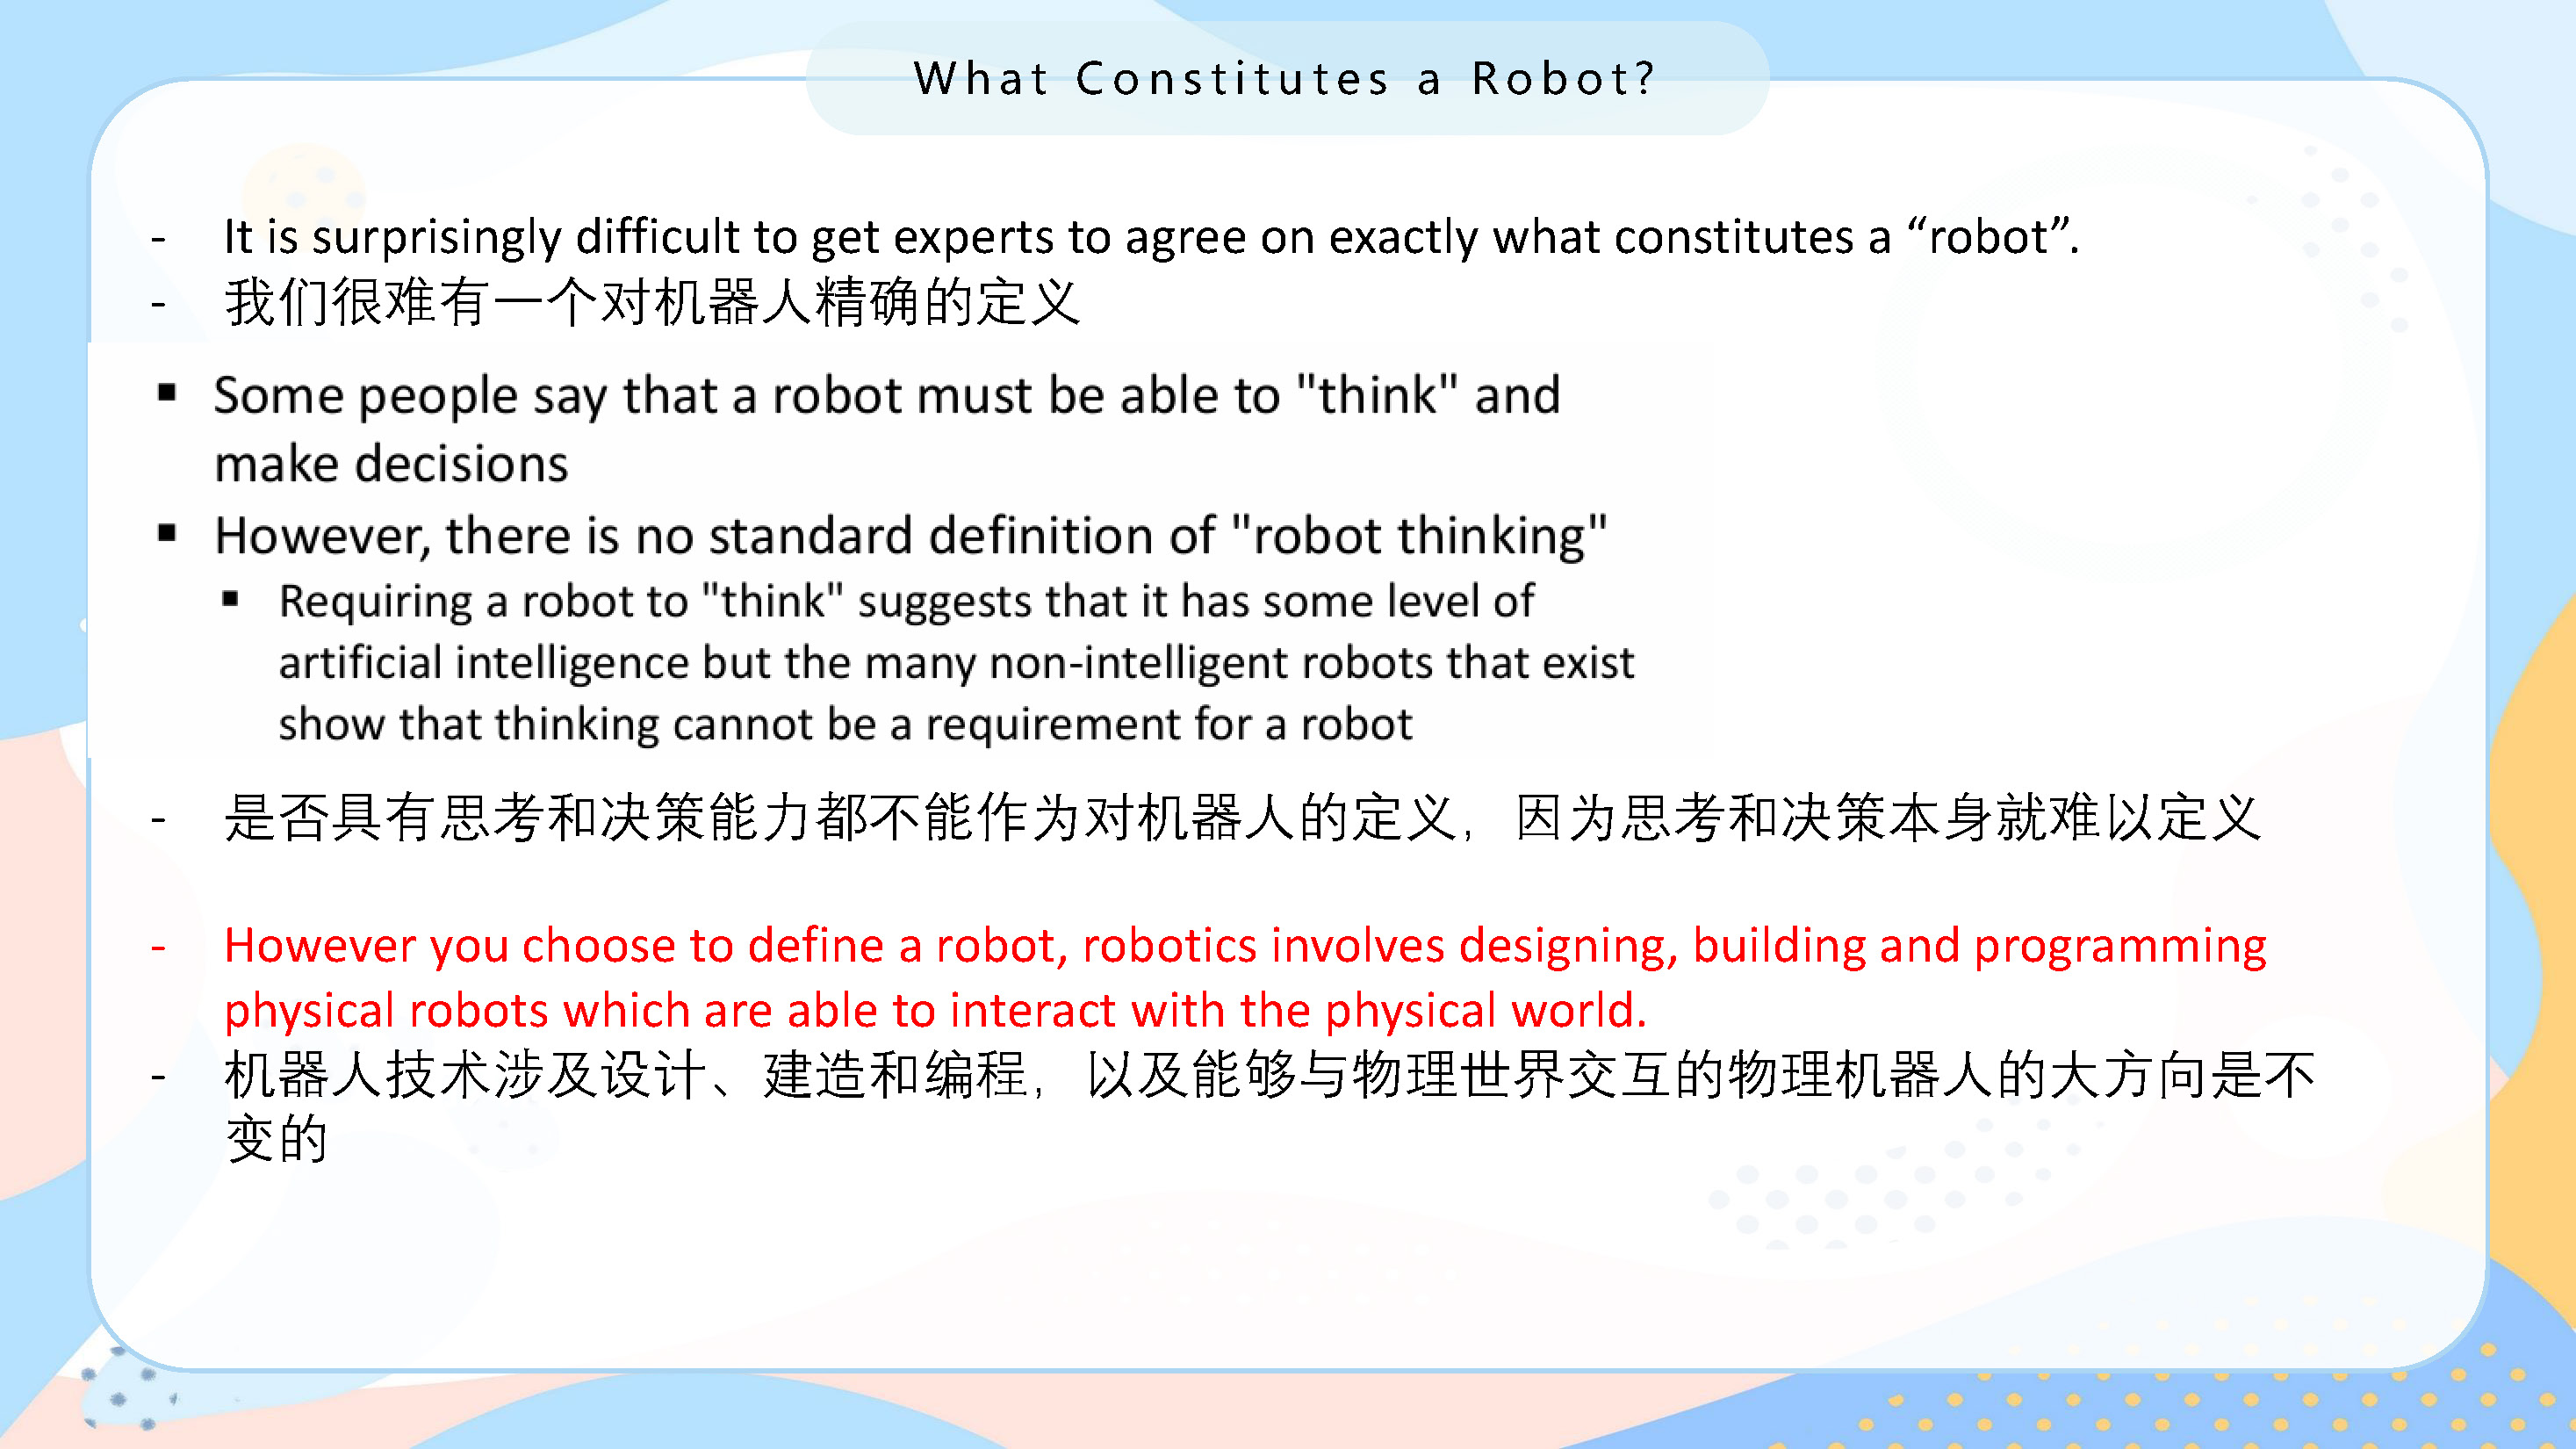 What Constitutes a Robot?
- It is surprisingly difficult to get experts to agree on exactly what constitutes a “robot”.
- 我们很难有一个对机器人精确的定义
▪ Some people say that a robot must be able to "think" and
make decisions
▪ However, there is no standard definition of "robot thinking"
▪ Requiring a robot to "think" suggests that it has some level of
artificial intelligence but the many non-intelligent robots that exist
show that thinking cannot be a requirement for a robot
- 是否具有思考和决策能力都不能作为对机器人的定义，因为思考和决策本身就难以定义
- However you choose to define a robot, robotics involves designing, building and programming
physical robots which are able to interact with the physical world.
- 机器人技术涉及设计、建造和编程，以及能够与物理世界交互的物理机器人的大方向是不
变的